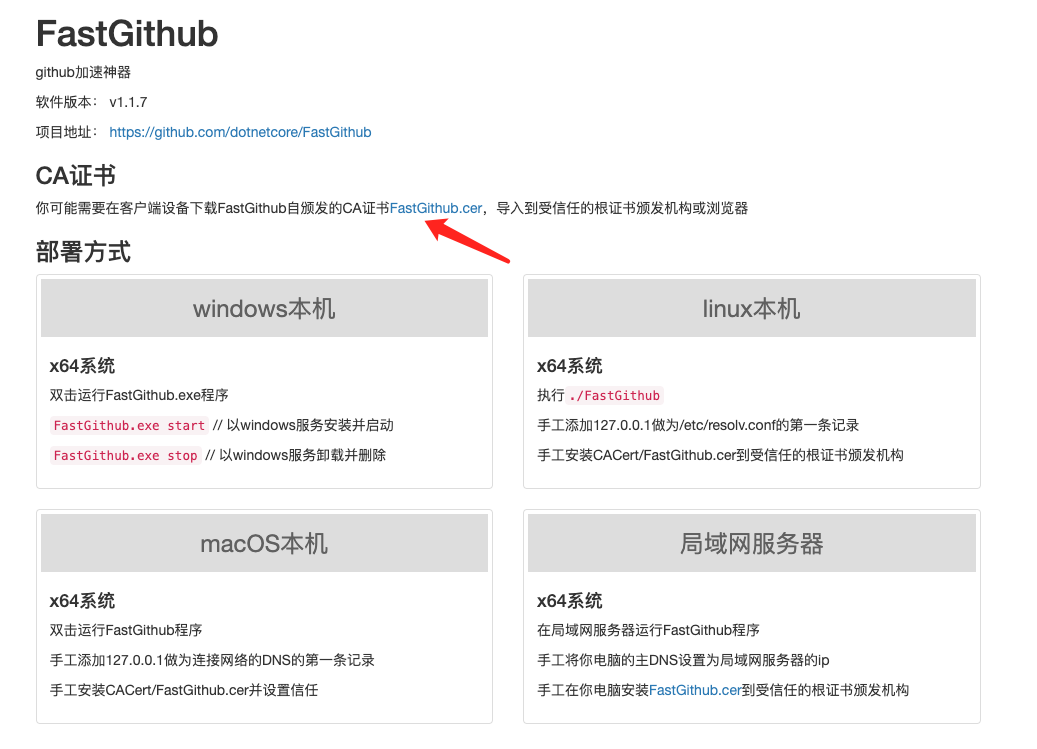 FastGithub
github加速神器
软件版本： v1.1.7
项目地址： https://github.com/dotnetcore/FastGithub
CA证书
你可能需要在客户端设备下载FastGithub自颁发的CA证书FastGithub.cer，导入到受信任的根证书颁发机构或浏览器
部署方式
windows本机
x64系统
双击运行FastGithub.exe程序
FastGithub.exe start // 以windows服务安装并启动
FastGithub.exe stop // 以windows服务卸载并删除
linux本机
x64系统
执行 ./FastGithub
手工添加127.0.0.1做为/etc/resolv.conf的第一条记录
手工安装CACert/FastGithub.cer到受信任的根证书颁发机构
macOS本机
x64系统
双击运行FastGithub程序
手工添加127.0.0.1做为连接网络的DNS的第一条记录
手工安装CACert/FastGithub.cer并设置信任
局域网服务器
x64系统
在局域网服务器运行FastGithub程序
手工将你电脑的主DNS设置为局域网服务器的ip
手工在你电脑安装FastGithub.cer到受信任的根证书颁发机构